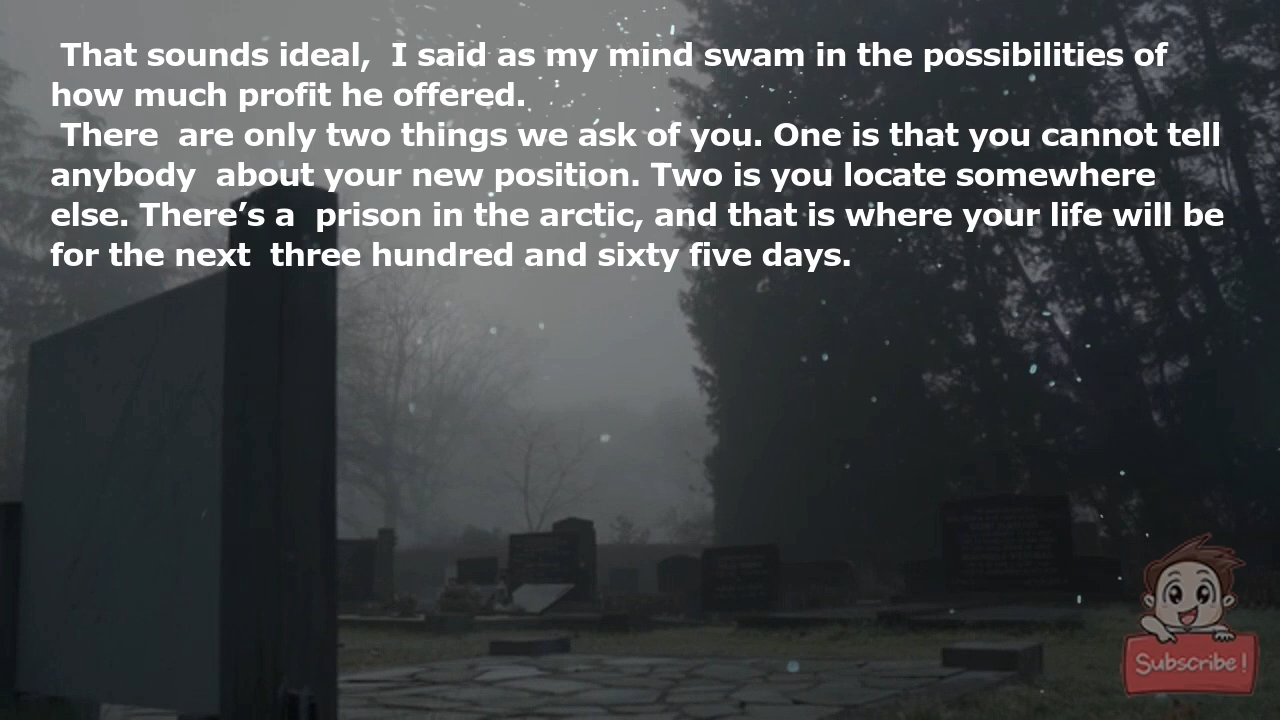 That sounds ideal,  I said as my mind swam in the possibilities of
how much profit he offered.
There  are only two things we ask of you. One is that you cannot tell
anybody  about your new position. Two is you locate somewhere
else. There’s a  prison in the arctic, and that is where your life will be
for the next  three hundred and sixty five days.
Subscribe!